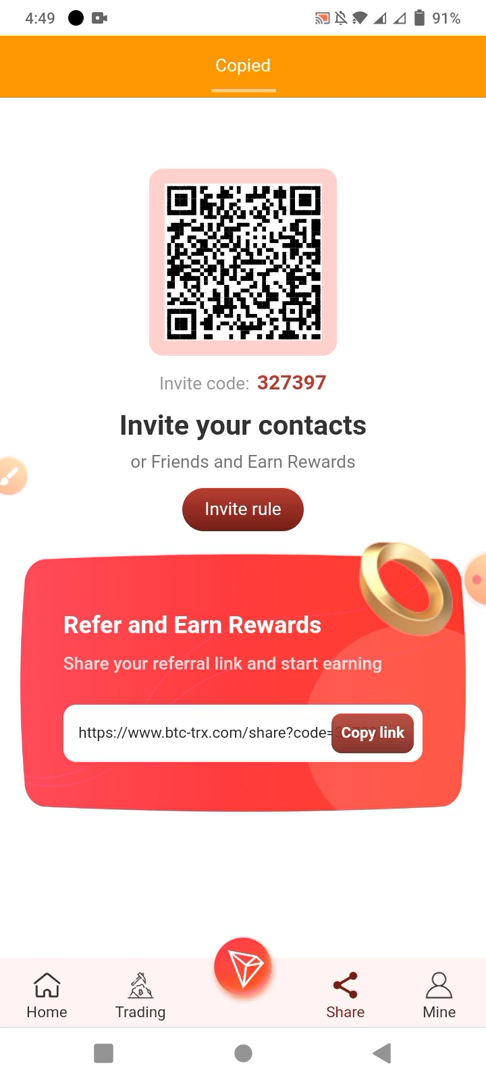 4:49
91%
Copied
Invite code: 327397
Invite your contacts
or Friends and Earn Rewards
Invite rule
Refer and Earn Rewards
Share your referral link and start earning
https://www.btc-trx.com/share?code=
Copy link
Home
Trading
Share
Mine